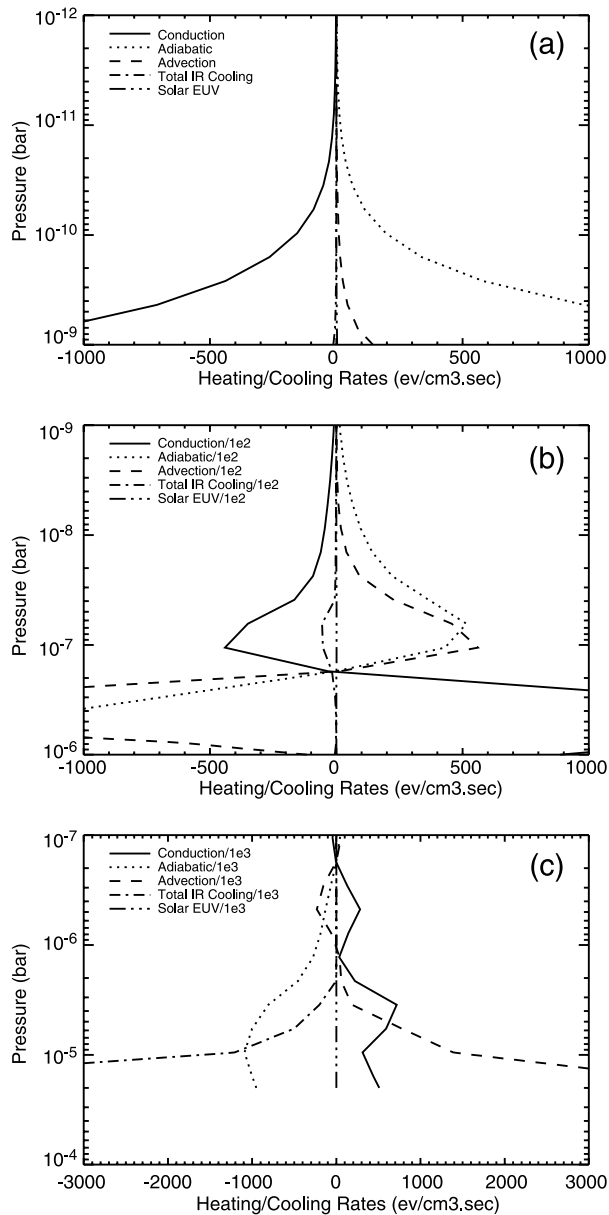 (a)
Conduction
Adiabatic
Advection
Total IR Cooling
Solar EUV
10^-12
10^-11
10^-10
10^-9
Pressure (bar)
-1000 -500 0 500 1000
Heating/Cooling Rates (ev/cm3.sec)
(b)
Conduction/1e2
Adiabatic/1e2
Advection/1e2
Total IR Cooling/1e2
Solar EUV/1e2
10^-9
10^-8
10^-7
10^-6
Pressure (bar)
-1000 -500 0 500 1000
Heating/Cooling Rates (ev/cm3.sec)
(c)
Conduction/1e3
Adiabatic/1e3
Advection/1e3
Total IR Cooling/1e3
Solar EUV/1e3
10^-7
10^-6
10^-5
10^-4
Pressure (bar)
-3000 -2000 -1000 0 1000 2000 3000
Heating/Cooling Rates (ev/cm3.sec)